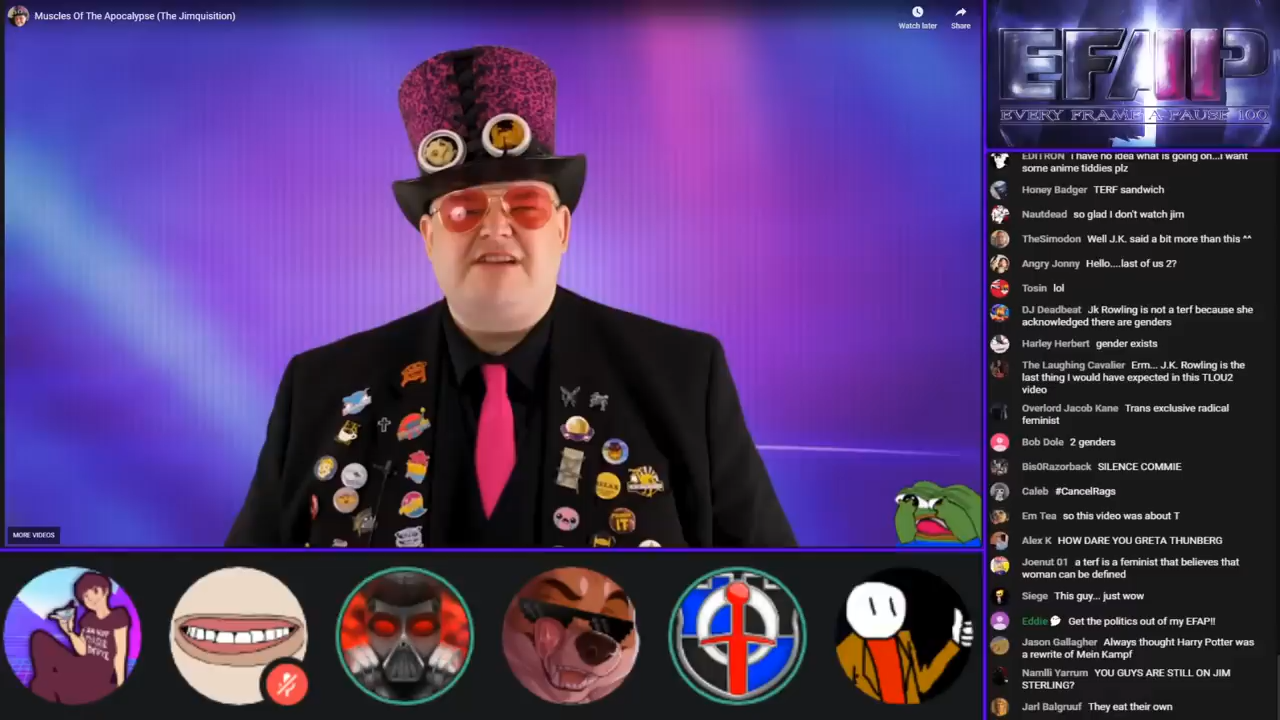 Muscles Of The Apocalypse (The Jimquisition)
Watch later
Share
MORE VIDEOS
EFAP
EVERY FRAME A PAUSE 100
EDITRON I have no idea what is going on...i want
some anime tiddies plz
Honey Badger TERF sandwich
Nautdead so glad I don't watch jim
TheSimodon Well J.K. said a bit more than this ^^
Angry Jonny Hello....last of us 2?
Tosin lol
DJ Deadbeat Jk Rowling is not a terf because she
acknowledged there are genders
Harley Herbert gender exists
The Laughing Cavalier Erm... J.K. Rowling is the
last thing I would have expected in this TLOU2
video
Overlord Jacob Kane Trans exclusive radical
feminist
Bob Dole 2 genders
Bis0Razorback SILENCE COMMIE
Caleb #CancelRags
Em Tea so this video was about T
Alex K HOW DARE YOU GRETA THUNBERG
Joenut 01 a terf is a feminist that believes that
woman can be defined
Siege This guy... just wow
Eddie Get the politics out of my EFAP!!
Jason Gallagher Always thought Harry Potter was
a rewrite of Mein Kampf
Namlli Yarrum YOU GUYS ARE STILL ON JIM
STERLING?
Jarl Balgruuf They eat their own